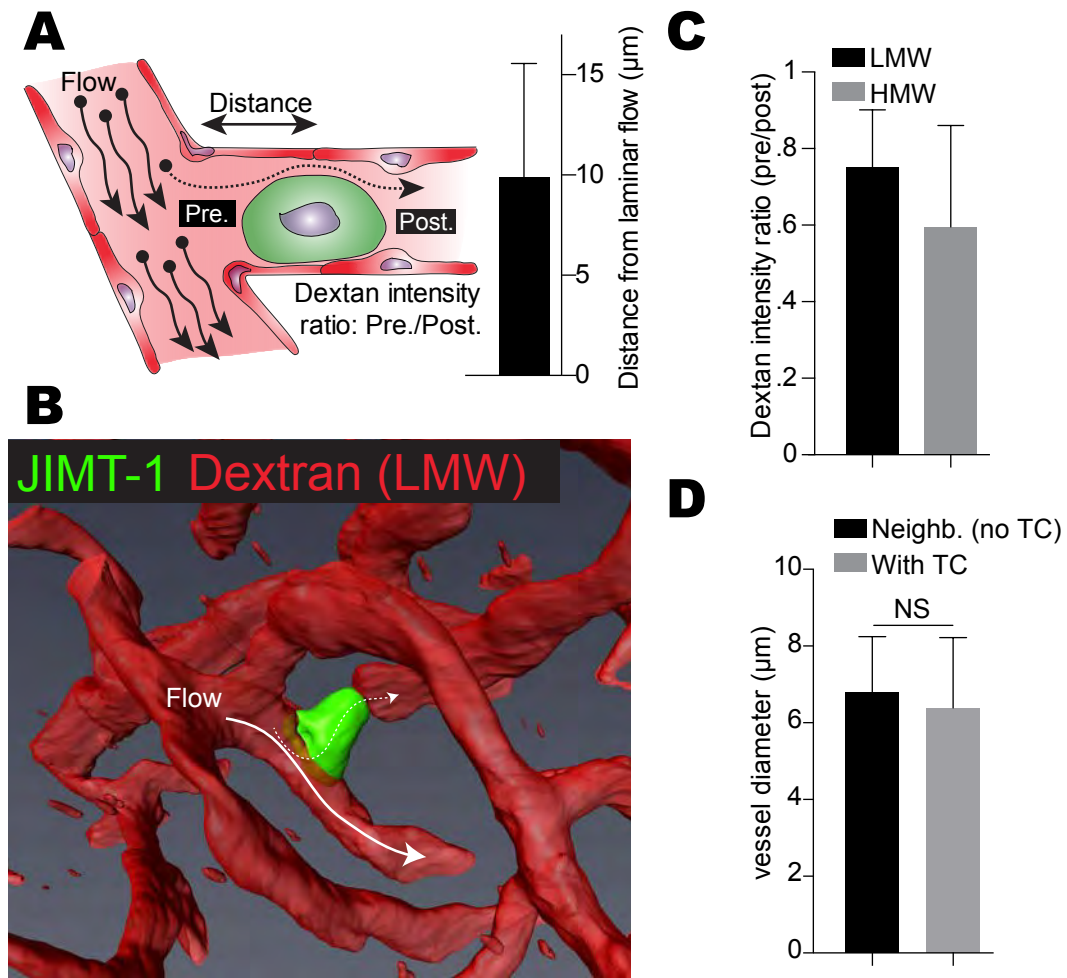 A
Flow
Distance
Pre.
Post.
Dextan intensity
ratio: Pre./Post.
15
10
5
0
Distance from laminar flow (µm)
B
JIMT-1 Dextran (LMW)
Flow
C
LMW
HMW
1
.8
.6
.4
.2
0
Dextan intensity ratio (pre/post)
D
Neighb. (no TC)
With TC
NS
10
8
6
4
2
0
vessel diameter (µm)